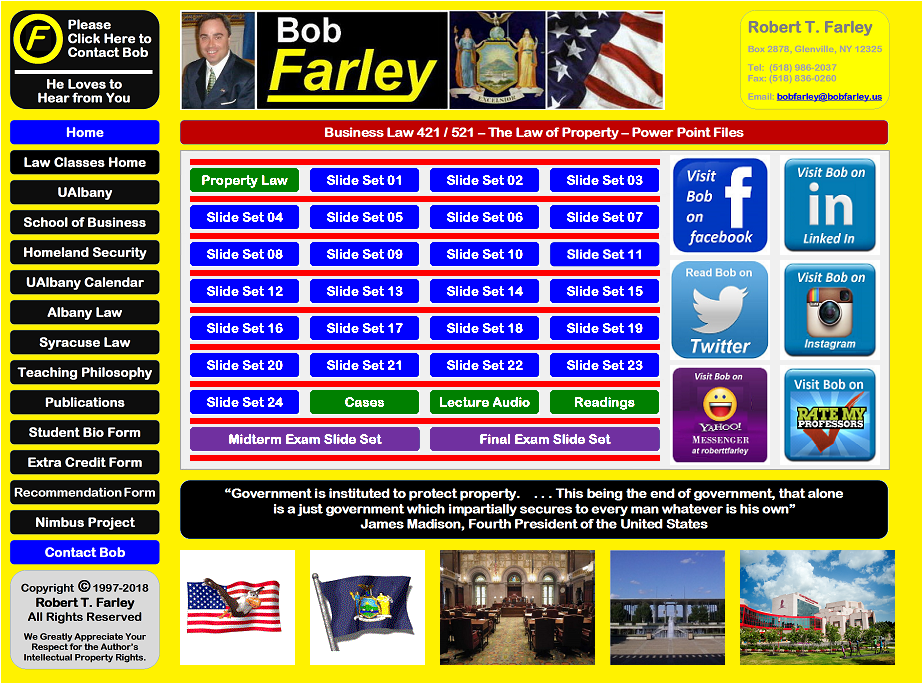 F
Please
Click Here to
Contact Bob
He Loves to
Hear from You
Bob
Farley
EXCELSIOR
Robert T. Farley
Box 2878, Glenville, NY 12325
Tel: (518) 986-2037
Fax: (518) 836-0260
Email: bobfarley@bobfarley.us
Home
Law Classes Home
UAlbany
School of Business
Homeland Security
UAlbany Calendar
Albany Law
Syracuse Law
Teaching Philosophy
Publications
Student Bio Form
Extra Credit Form
Recommendation Form
Nimbus Project
Contact Bob
Copyright © 1997-2018
Robert T. Farley
All Rights Reserved
We Greatly Appreciate Your
Respect for the Author's
Intellectual Property Rights.
Business Law 421 / 521 – The Law of Property – Power Point Files
Property Law Slide Set 01 Slide Set 02 Slide Set 03
Slide Set 04 Slide Set 05 Slide Set 06 Slide Set 07
Slide Set 08 Slide Set 09 Slide Set 10 Slide Set 11
Slide Set 12 Slide Set 13 Slide Set 14 Slide Set 15
Slide Set 16 Slide Set 17 Slide Set 18 Slide Set 19
Slide Set 20 Slide Set 21 Slide Set 22 Slide Set 23
Slide Set 24 Cases Lecture Audio Readings
Midterm Exam Slide Set Final Exam Slide Set
Visit
Bob
on
f
facebook
Visit Bob on
in
Linked In
Read Bob on
Twitter
Visit Bob on
Instagram
Visit Bob on
YAHOO!
MESSENGER
at roberttfarley
Visit Bob on
RATE MY
PROFESSORS
“Government is instituted to protect property. . . . This being the end of government, that alone
is a just government which impartially secures to every man whatever is his own”
James Madison, Fourth President of the United States